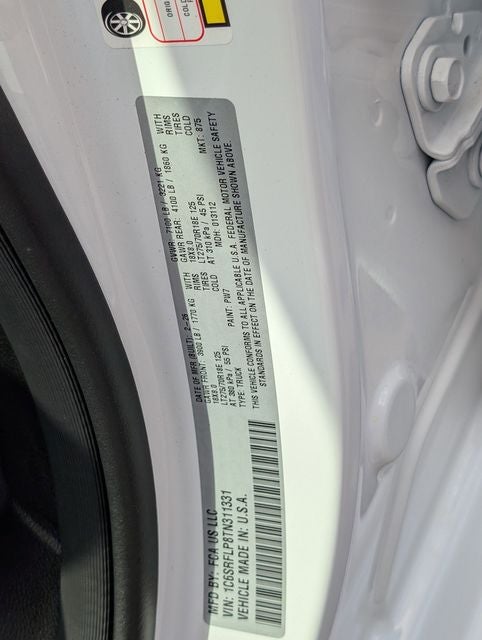 ORIG
COLD
MFD BY: FCA US LLC
VIN: 1C6SRFLP8TN311331
VEHICLE MADE IN: U.S.A.
DATE OF MFR (BUILT): 2-26
GVWR: 7100 LB / 3221 KG
GAWR FRONT: 3900 LB / 1770 KG WITH
18X8.0 RIMS
LT275/70R18E 125 TIRES
AT 380 kPa / 55 PSI COLD
GAWR REAR: 4100 LB / 1860 KG WITH
18X8.0 RIMS
LT275/70R18E 125 TIRES
AT 310 kPa / 45 PSI COLD
TYPE: TRUCK PAINT: PW7 MDH: 013112 MKT: 875
THIS VEHICLE CONFORMS TO ALL APPLICABLE U.S.A. FEDERAL MOTOR VEHICLE SAFETY
STANDARDS IN EFFECT ON THE DATE OF MANUFACTURE SHOWN ABOVE.